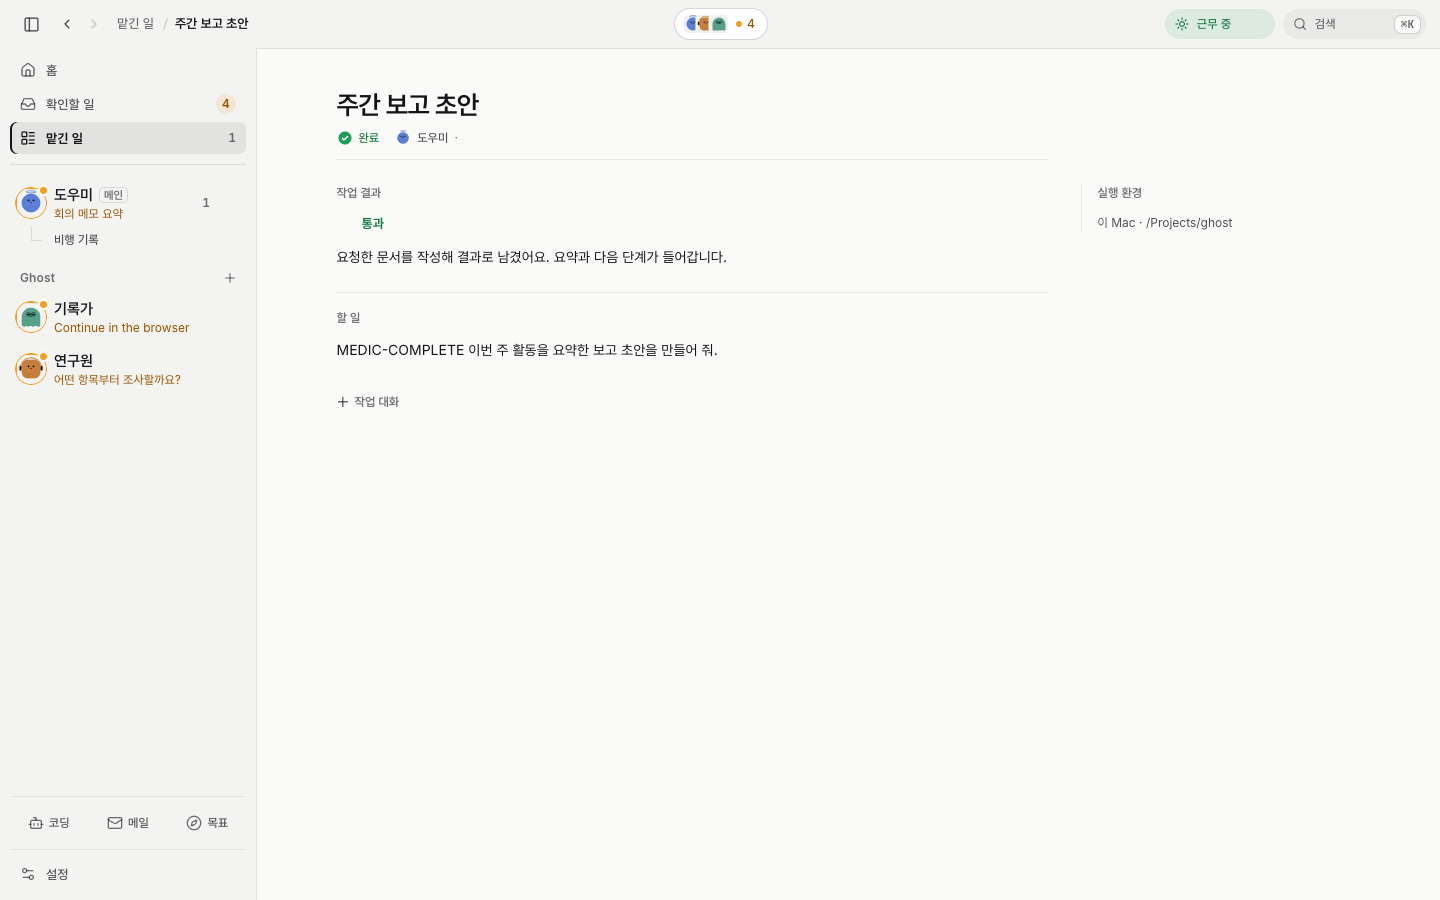 맡긴 일 / 주간 보고 초안
4
근무 중
검색
⌘K
홈
확인할 일
4
맡긴 일
1
도우미
메인
회의 메모 요약
1
비행 기록
Ghost
기록가
Continue in the browser
연구원
어떤 항목부터 조사할까요?
코딩
메일
목표
설정
주간 보고 초안
완료
도우미 ·
작업 결과
통과
요청한 문서를 작성해 결과로 남겼어요. 요약과 다음 단계가 들어갑니다.
할 일
MEDIC-COMPLETE 이번 주 활동을 요약한 보고 초안을 만들어 줘.
작업 대화
실행 환경
이 Mac · /Projects/ghost